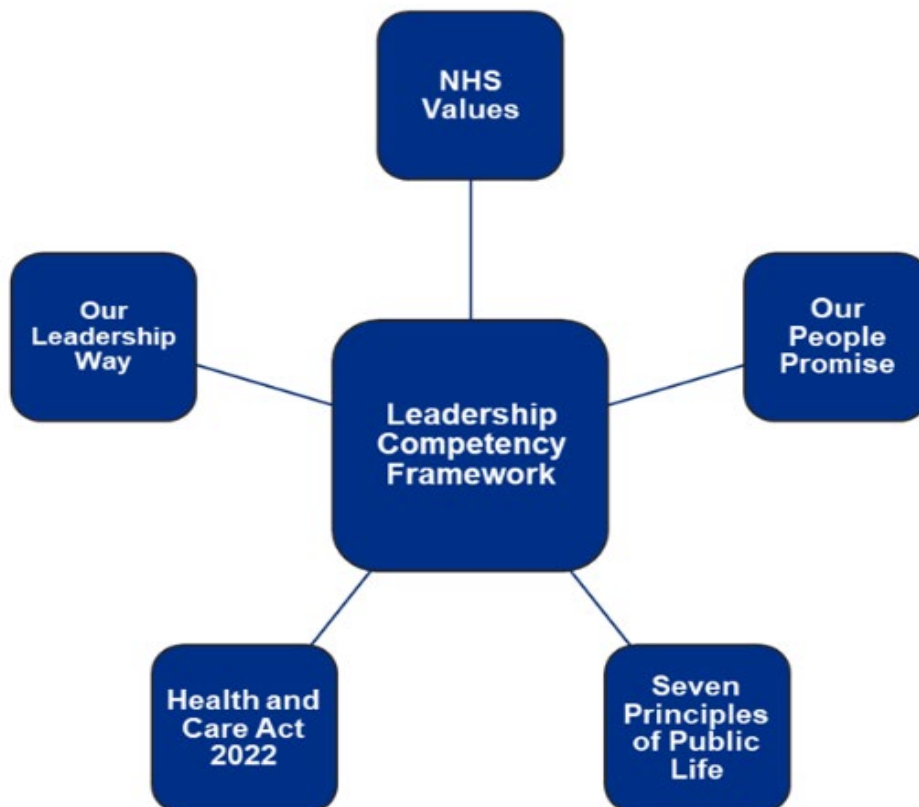 NHS
Values
Our
Leadership
Way
Our
People
Promise
Leadership
Competency
Framework
Health and
Care Act
2022
Seven
Principles
of Public
Life